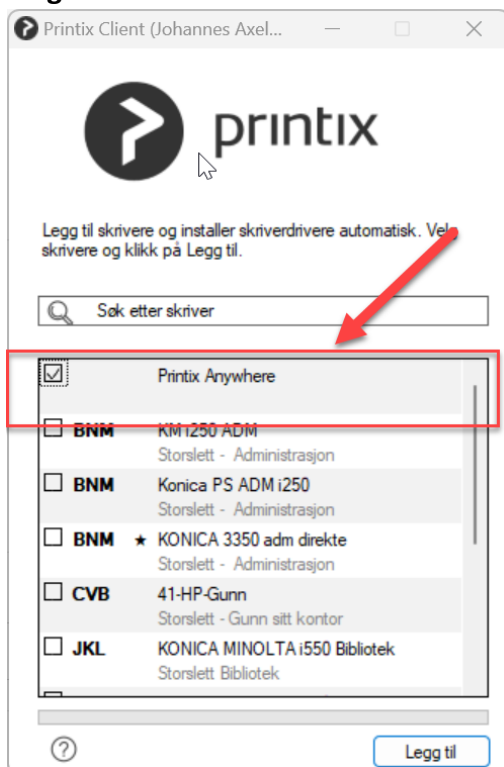 Printix Client (Johannes Axel...
printix
Legg til skrivere og installer skriverdrivere automatisk. Velg
skrivere og klikk på Legg til.
Søk etter skriver
Printix Anywhere
BNM KM i250 ADM
Storslett - Administrasjon
BNM Konica PS ADM i250
Storslett - Administrasjon
BNM ★ KONICA 3350 adm direkte
Storslett - Administrasjon
CVB 41-HP-Gunn
Storslett - Gunn sitt kontor
JKL KONICA MINOLTA i550 Bibliotek
Storslett Bibliotek
?
Legg til